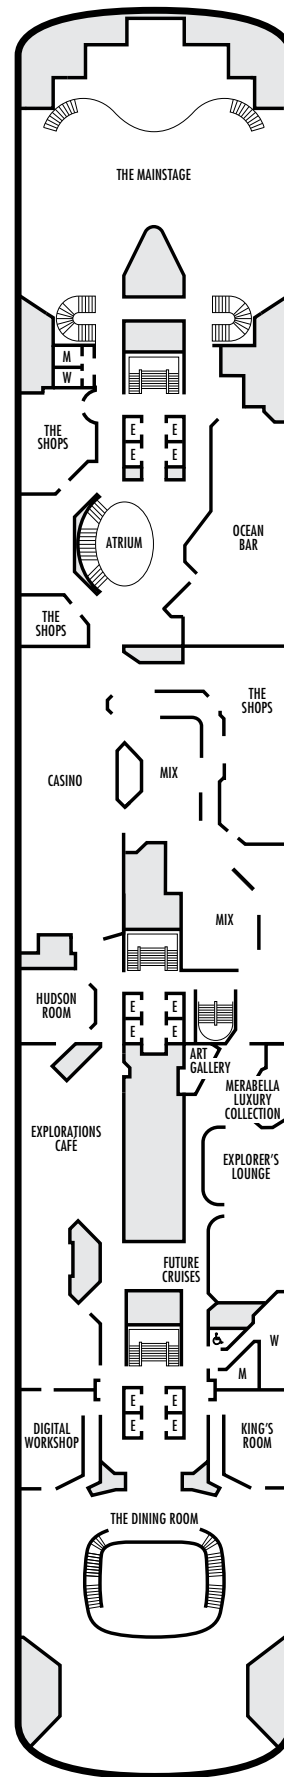 THE MAINSTAGE
M
W
E
E
E
E
THE
SHOPS
OCEAN
BAR
ATRIUM
THE
SHOPS
THE
SHOPS
CASINO
MIX
MIX
HUDSON
ROOM
E
E
E
E
ART
GALLERY
MERABELLA
LUXURY
COLLECTION
EXPLORATIONS
CAFÉ
EXPLORER'S
LOUNGE
FUTURE
CRUISES
W
M
E
E
E
E
DIGITAL
WORKSHOP
KING'S
ROOM
THE DINING ROOM